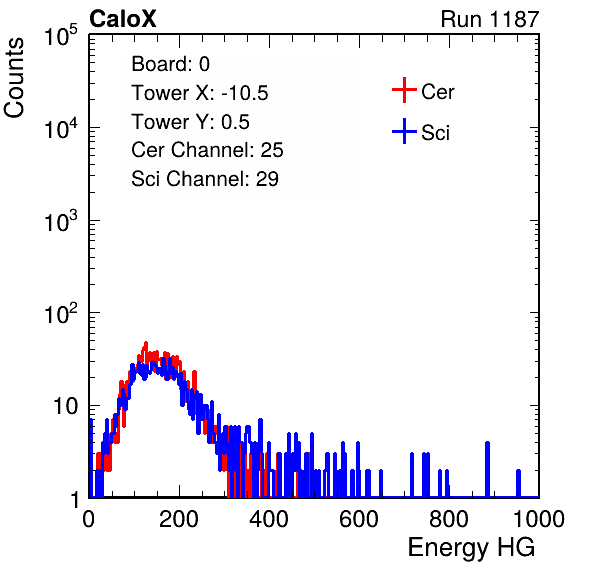 CaloX Run 1187
Counts
10^5
10^4
10^3
10^2
10
1
Board: 0
Tower X: -10.5
Tower Y: 0.5
Cer Channel: 25
Sci Channel: 29
Cer
Sci
0 200 400 600 800 1000
Energy HG